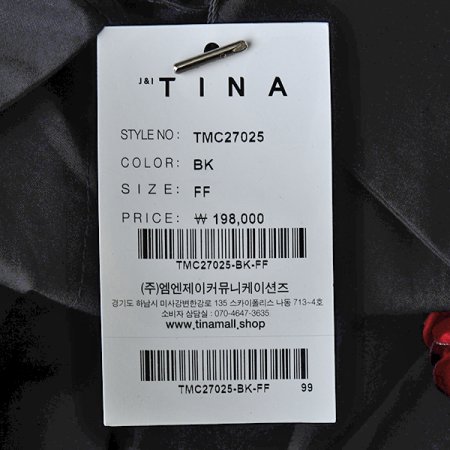 J&I TINA
STYLE NO : TMC27025
COLOR : BK
SIZE : FF
PRICE : ₩ 198,000
TMC27025-BK-FF
(주)엠엔제이커뮤니케이션즈
경기도 하남시 미사강변한강로 135 스카이폴리스 나동 713-4호
소비자 상담실 : 070-4647-3635
www.tinamall.shop
TMC27025-BK-FF 99